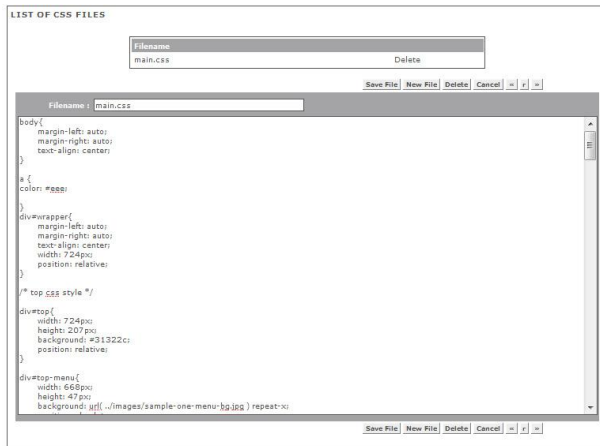 LIST OF CSS FILES
Filename
main.css Delete
Save File New File Delete Cancel = r =
Filename : main.css
body{
margin-left: auto;
margin-right: auto;
text-align: center;
}
a {
color: #eee;
}
div#wrapper{
margin-left: auto;
margin-right: auto;
text-align: center;
width: 724px;
position: relative;
}
/* top css style */
div#top{
width: 724px;
height: 207px;
background: #31322c;
position: relative;
}
div#top-menu{
width: 668px;
height: 47px;
background: url( ../images/sample-one-menu-bg.jpg ) repeat-x;
Save File New File Delete Cancel = r =